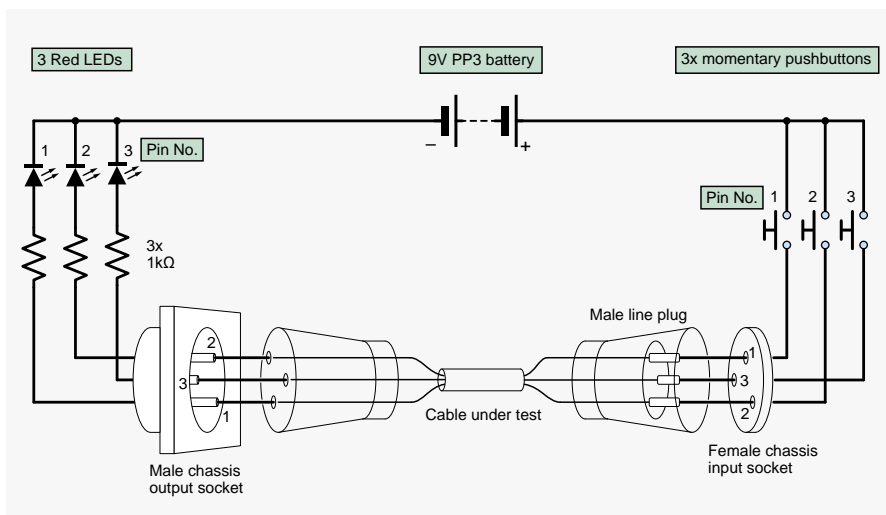 3 Red LEDs
9V PP3 battery
3x momentary pushbuttons
1
2
3
Pin No.
–
+
Pin No.
1
2
3
3x
1kΩ
Male line plug
2
3
1
1
3
2
Cable under test
Male chassis
output socket
Female chassis
input socket